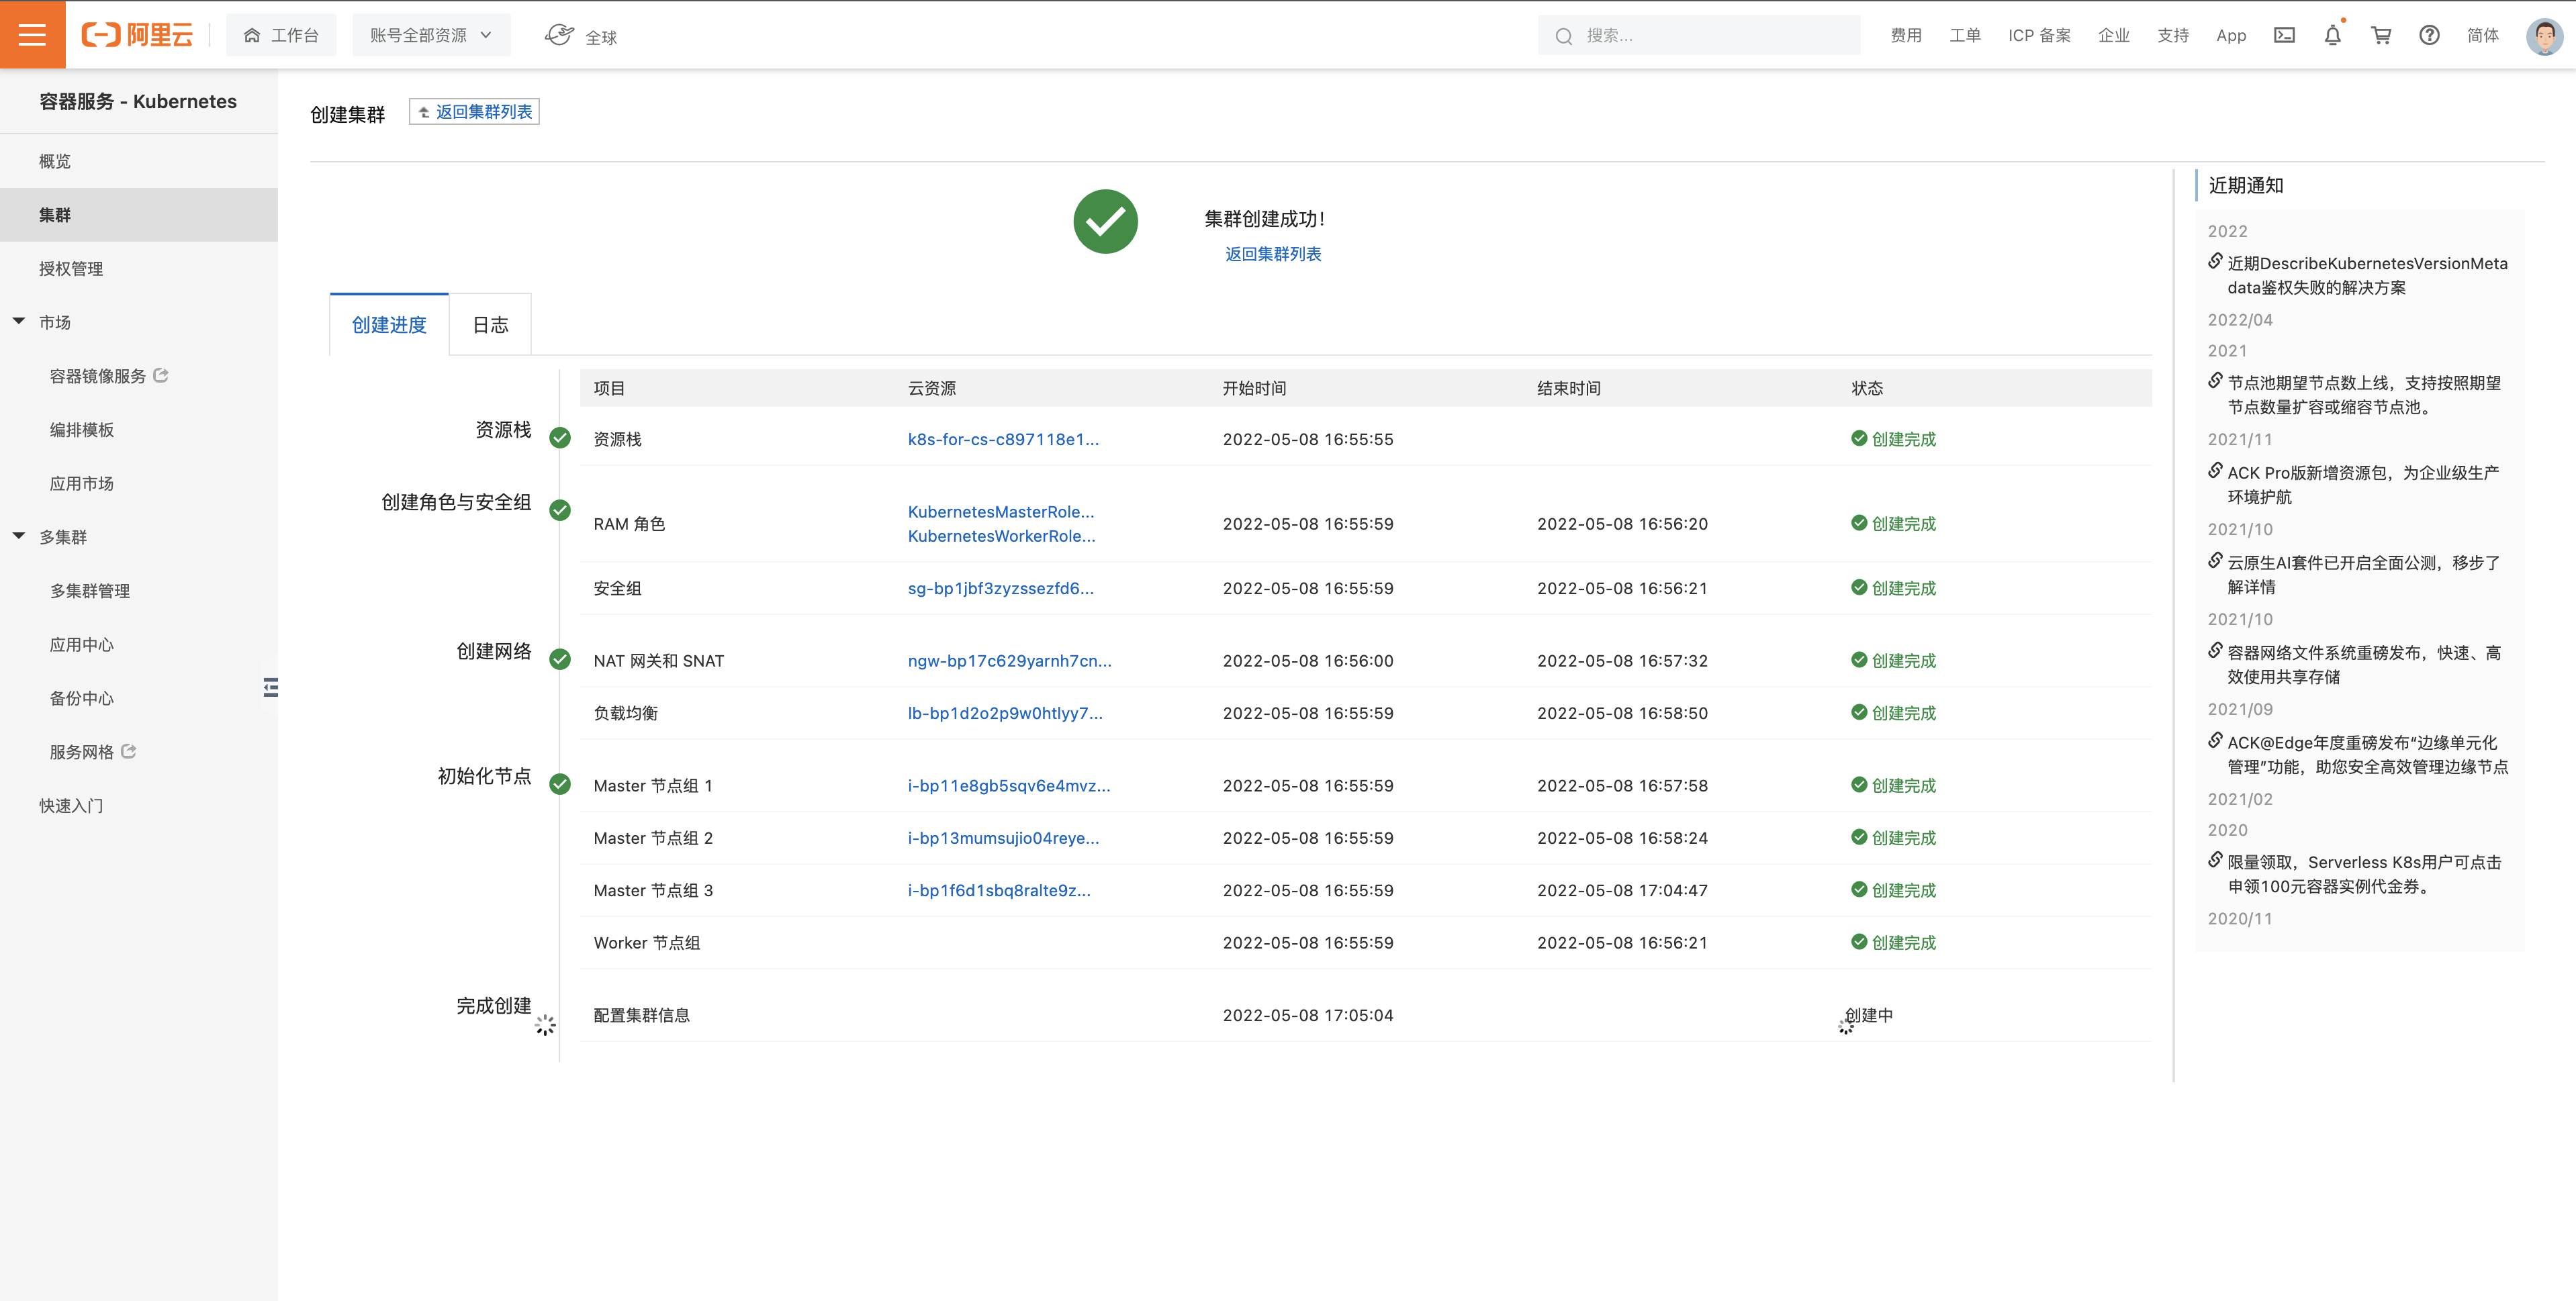 阿里云
工作台
账号全部资源
全球
搜索...
费用
工单
ICP 备案
企业
支持
App
简体
容器服务 - Kubernetes
概览
集群
授权管理
市场
容器镜像服务
编排模板
应用市场
多集群
多集群管理
应用中心
备份中心
服务网格
快速入门
创建集群
返回集群列表
集群创建成功!
返回集群列表
创建进度
日志
项目 云资源 开始时间 结束时间 状态
资源栈
资源栈 k8s-for-cs-c897118e1... 2022-05-08 16:55:55 创建完成
创建角色与安全组
RAM 角色 KubernetesMasterRole... 2022-05-08 16:55:59 2022-05-08 16:56:20 创建完成
KubernetesWorkerRole...
安全组 sg-bp1jbf3zyzssezfd6... 2022-05-08 16:55:59 2022-05-08 16:56:21 创建完成
创建网络
NAT 网关和 SNAT ngw-bp17c629yarnh7cn... 2022-05-08 16:56:00 2022-05-08 16:57:32 创建完成
负载均衡 lb-bp1d2o2p9w0htlyy7... 2022-05-08 16:55:59 2022-05-08 16:58:50 创建完成
初始化节点
Master 节点组 1 i-bp11e8gb5sqv6e4mvz... 2022-05-08 16:55:59 2022-05-08 16:57:58 创建完成
Master 节点组 2 i-bp13mumsujio04reye... 2022-05-08 16:55:59 2022-05-08 16:58:24 创建完成
Master 节点组 3 i-bp1f6d1sbq8ralte9z... 2022-05-08 16:55:59 2022-05-08 17:04:47 创建完成
Worker 节点组 2022-05-08 16:55:59 2022-05-08 16:56:21 创建完成
完成创建
配置集群信息 2022-05-08 17:05:04 创建中
近期通知
2022
近期DescribeKubernetesVersionMeta
data鉴权失败的解决方案
2022/04
2021
节点池期望节点数上线，支持按照期望
节点数量扩容或缩容节点池。
2021/11
ACK Pro版新增资源包，为企业级生产
环境护航
2021/10
云原生AI套件已开启全面公测，移步了
解详情
2021/10
容器网络文件系统重磅发布，快速、高
效使用共享存储
2021/09
ACK@Edge年度重磅发布“边缘单元化
管理”功能，助您安全高效管理边缘节点
2021/02
2020
限量领取，Serverless K8s用户可点击
申领100元容器实例代金券。
2020/11